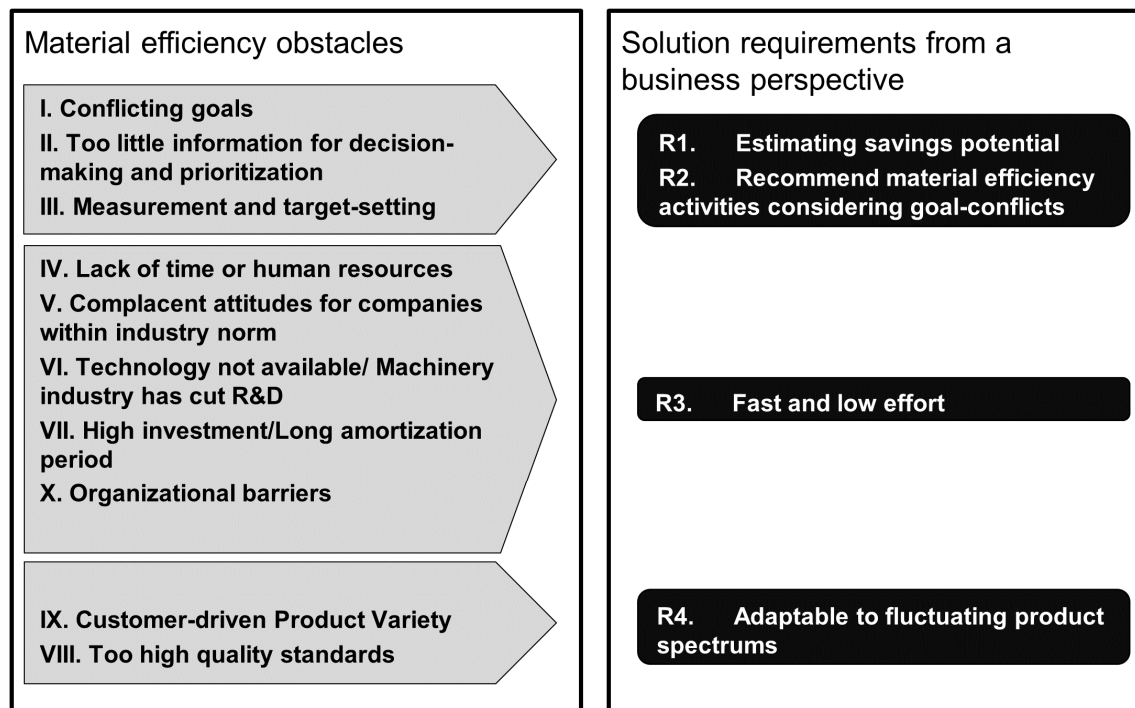 Material efficiency obstacles
I. Conflicting goals
II. Too little information for decision-
making and prioritization
III. Measurement and target-setting
IV. Lack of time or human resources
V. Complacent attitudes for companies
within industry norm
VI. Technology not available/ Machinery
industry has cut R&D
VII. High investment/Long amortization
period
X. Organizational barriers
IX. Customer-driven Product Variety
VIII. Too high quality standards
Solution requirements from a
business perspective
R1. Estimating savings potential
R2. Recommend material efficiency
activities considering goal-conflicts
R3. Fast and low effort
R4. Adaptable to fluctuating product
spectrums